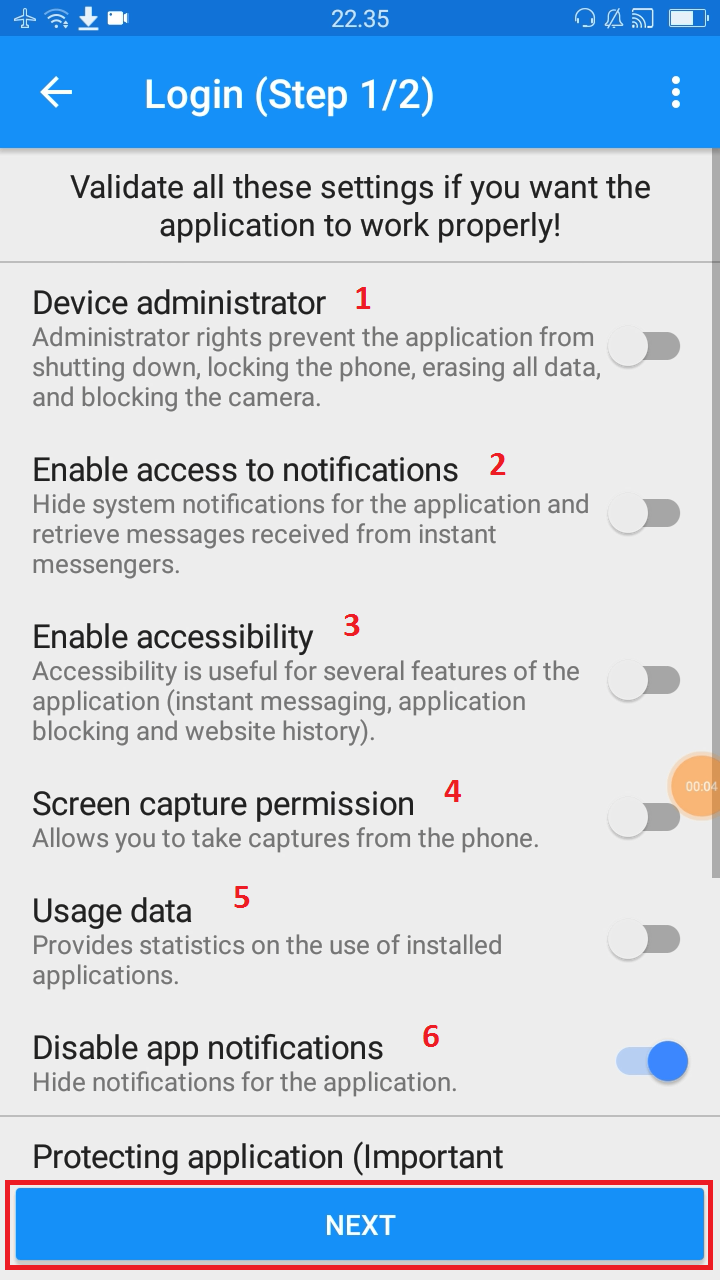 22.35
Login (Step 1/2)
Validate all these settings if you want the
application to work properly!
Device administrator 1
Administrator rights prevent the application from
shutting down, locking the phone, erasing all data,
and blocking the camera.
Enable access to notifications 2
Hide system notifications for the application and
retrieve messages received from instant
messengers.
Enable accessibility 3
Accessibility is useful for several features of the
application (instant messaging, application
blocking and website history).
00:04
Screen capture permission 4
Allows you to take captures from the phone.
Usage data 5
Provides statistics on the use of installed
applications.
Disable app notifications 6
Hide notifications for the application.
Protecting application (Important
NEXT